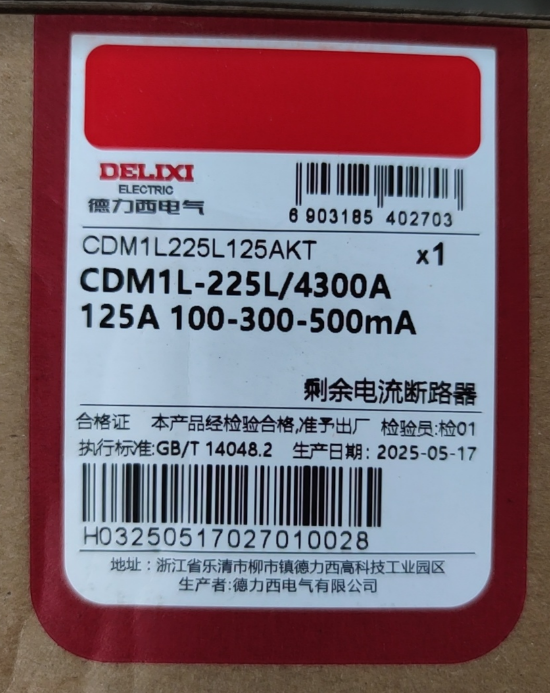 DELIXI
ELECTRIC
德力西电气
6 903185 402703
CDM1L225L125AKT x1
CDM1L-225L/4300A
125A 100-300-500mA
剩余电流断路器
合格证 本产品经检验合格,准予出厂 检验员:检01
执行标准:GB/T 14048.2 生产日期: 2025-05-17
H03250517027010028
地址: 浙江省乐清市柳市镇德力西高科技工业园区
生产者:德力西电气有限公司